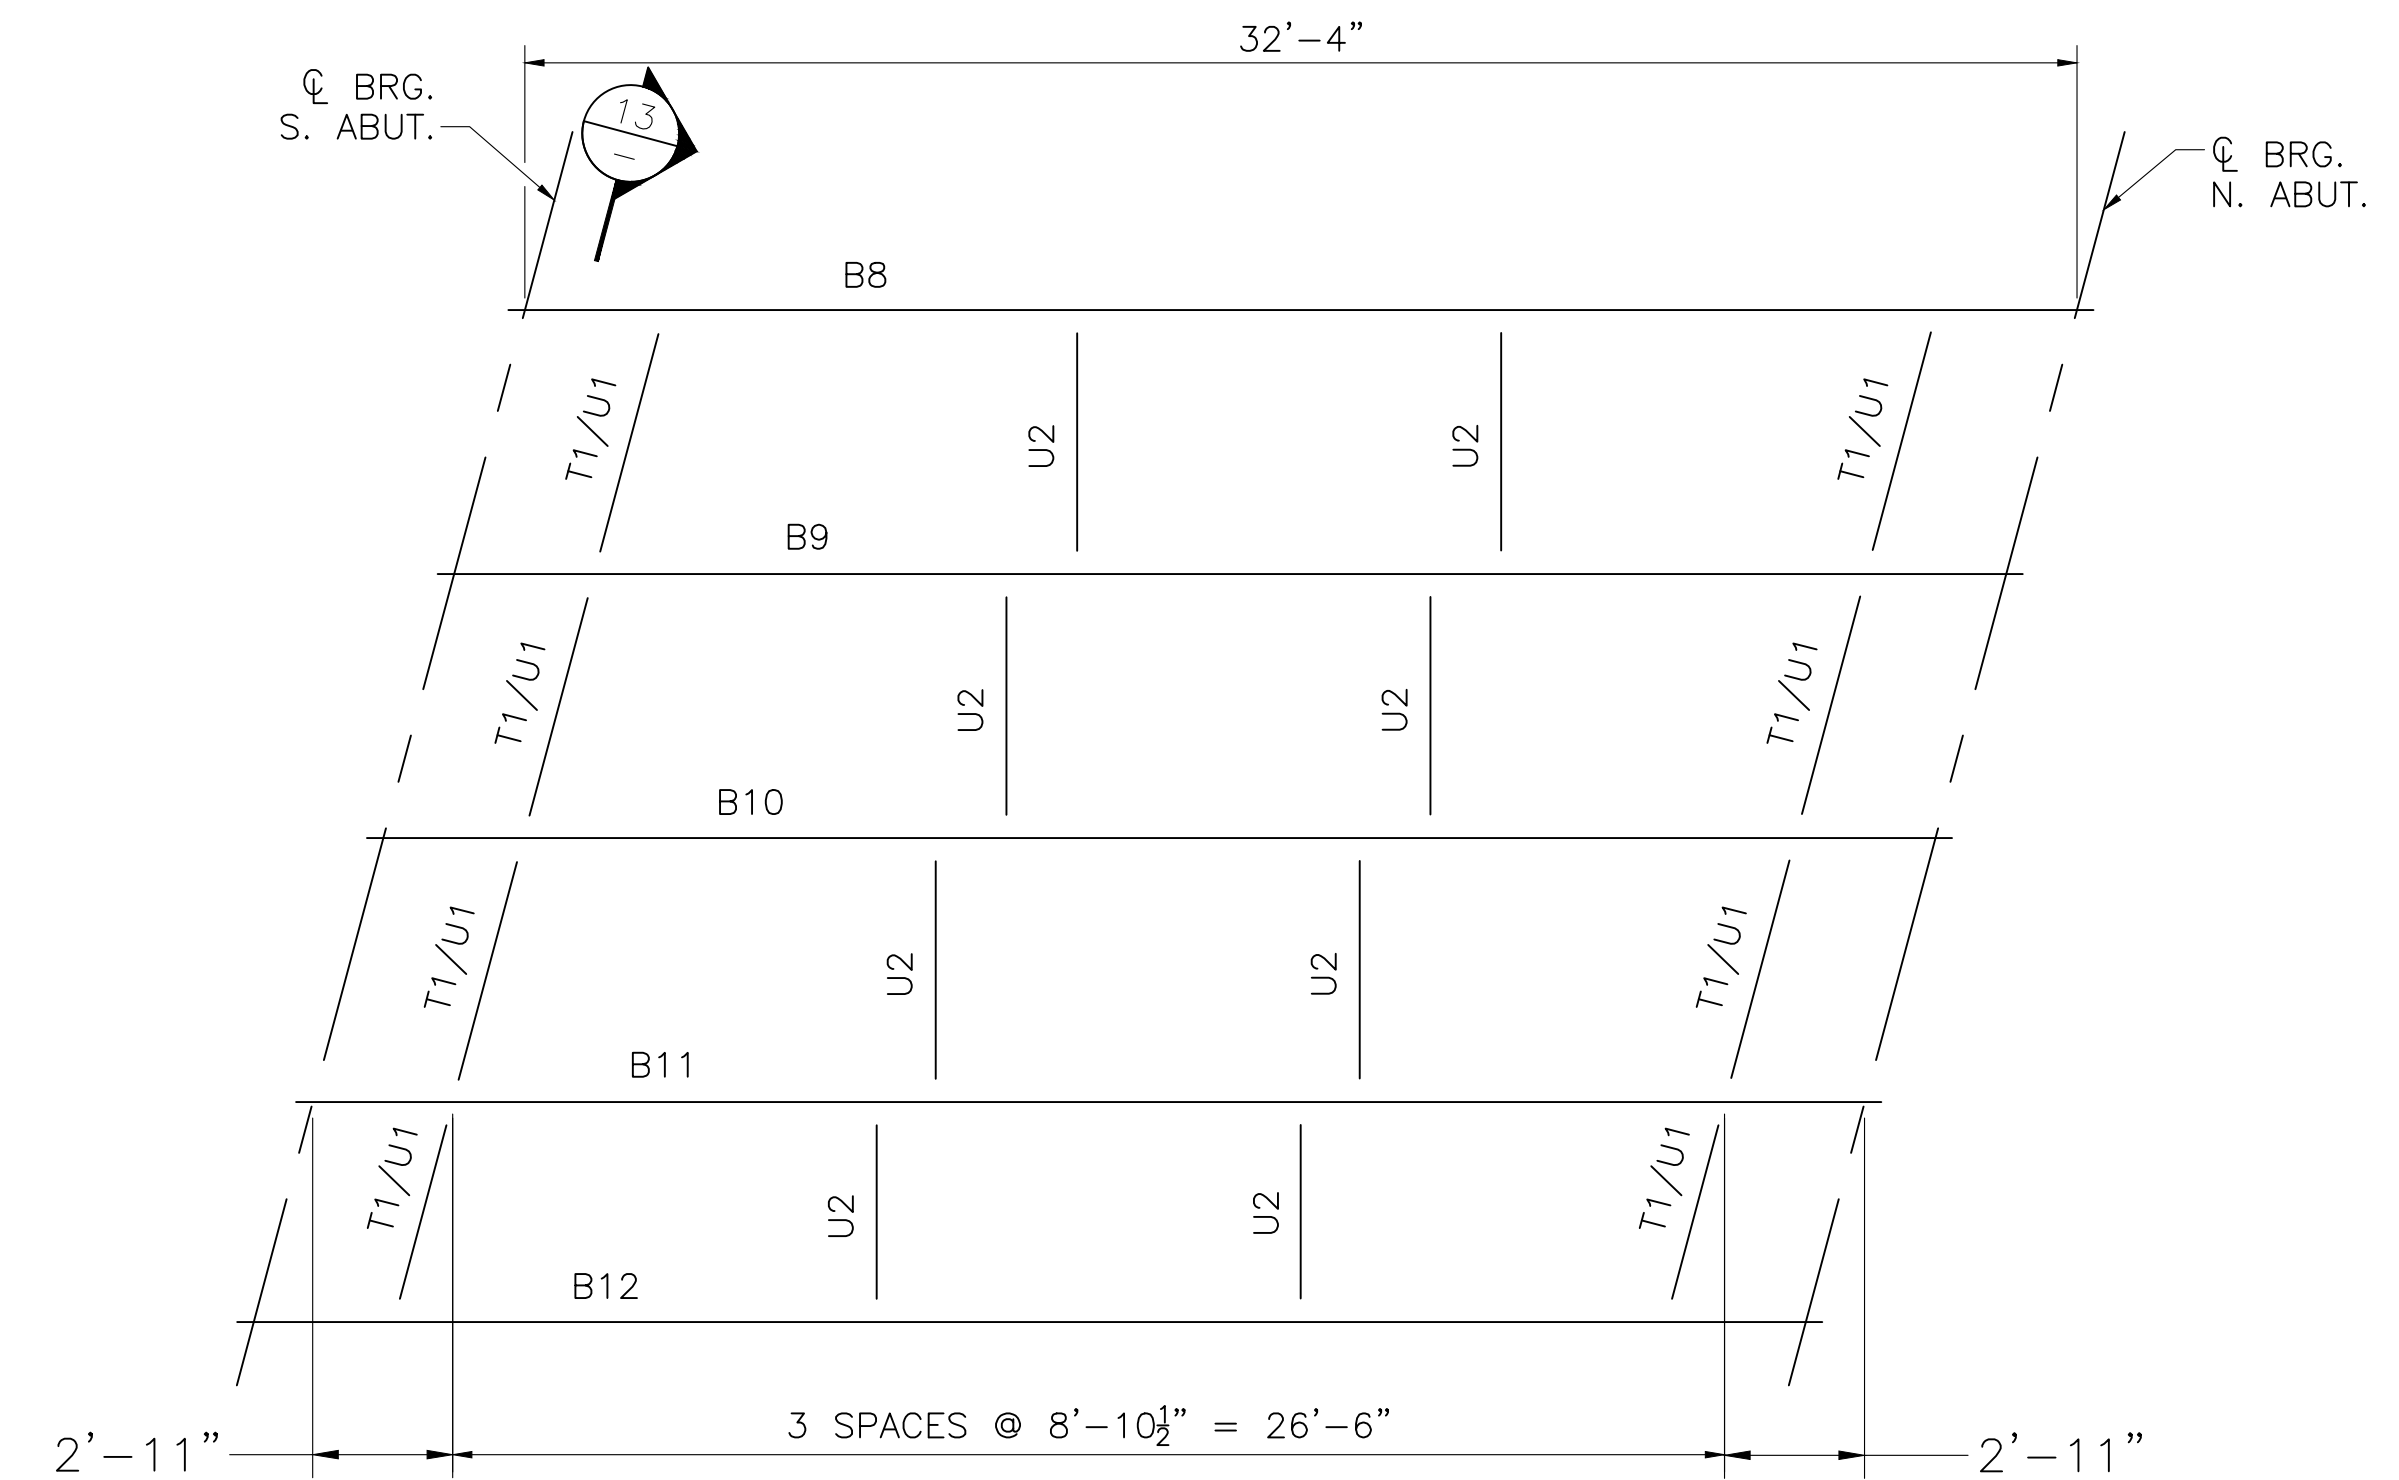 32'-4"
℄ BRG.
S. ABUT.
13
-
℄ BRG.
N. ABUT.
B8
T1/U1
U2
U2
T1/U1
B9
T1/U1
U2
U2
T1/U1
B10
T1/U1
U2
U2
T1/U1
B11
T1/U1
U2
U2
T1/U1
B12
3 SPACES @ 8'-10½" = 26'-6"
2'-11"
2'-11"